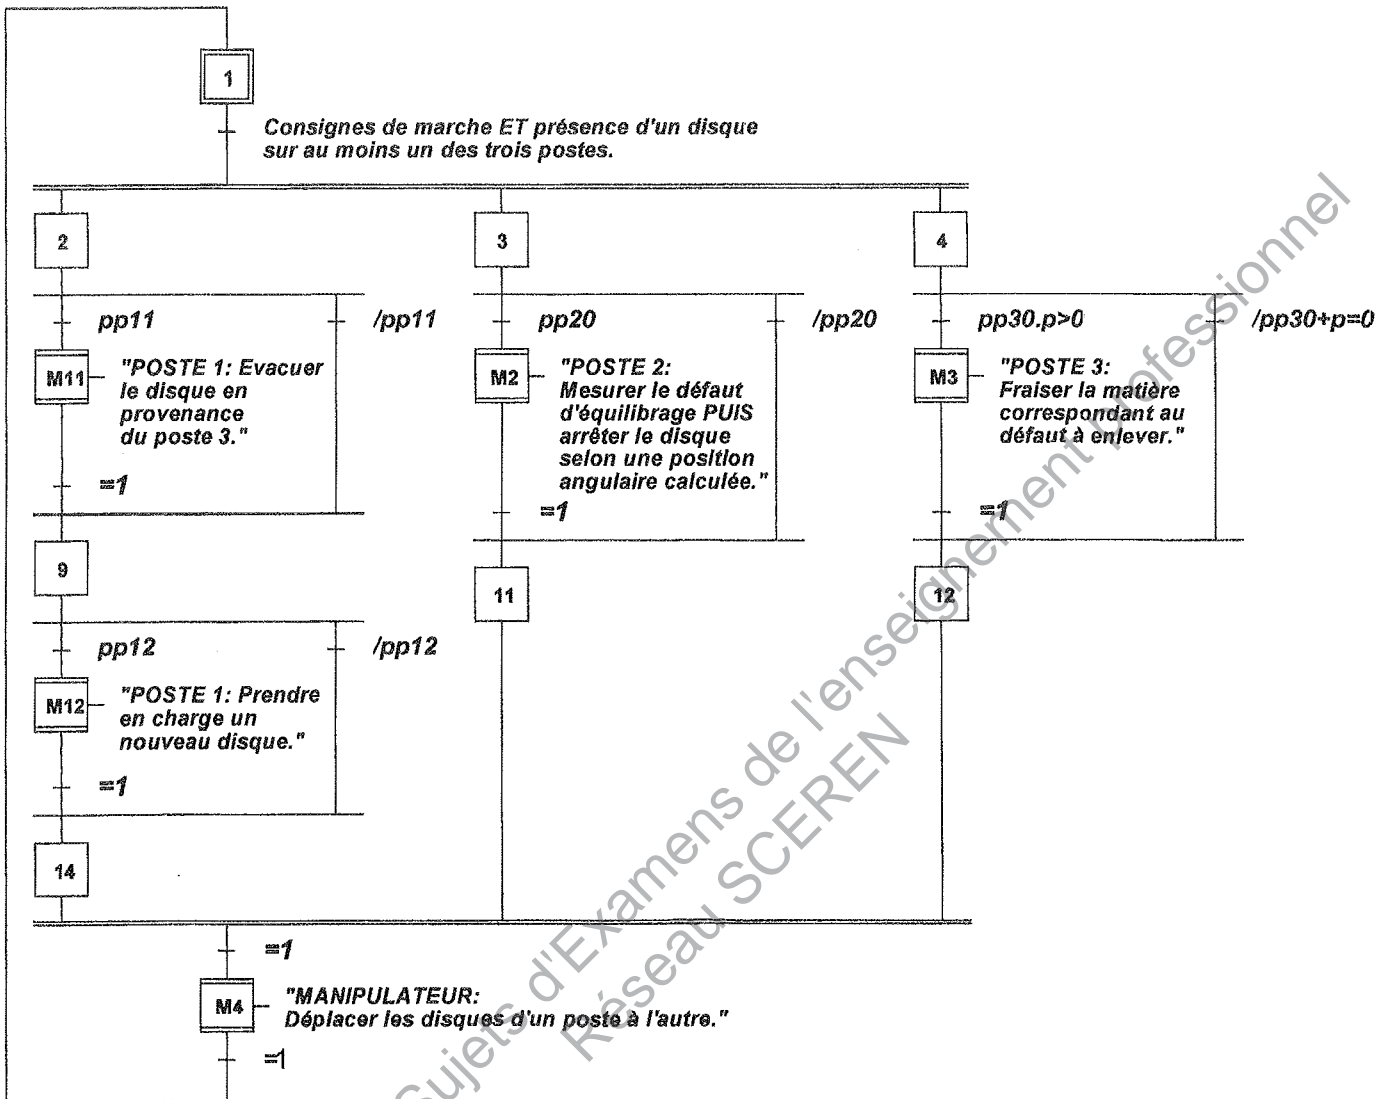 1
Consignes de marche ET présence d'un disque
sur au moins un des trois postes.
2
3
4
pp11
/pp11
pp20
/pp20
pp30.p>0
/pp30+p=0
M11
"POSTE 1: Evacuer
le disque en
provenance
du poste 3."
=1
M2
"POSTE 2:
Mesurer le défaut
d'équilibrage PUIS
arrêter le disque
selon une position
angulaire calculée."
=1
M3
"POSTE 3:
Fraiser la matière
correspondant au
défaut à enlever."
=1
9
11
12
pp12
/pp12
M12
"POSTE 1: Prendre
en charge un
nouveau disque."
=1
14
=1
M4
"MANIPULATEUR:
Déplacer les disques d'un poste à l'autre."
=1
Sujets d'Examens de l'enseignement professionnel
Réseau SCEREN